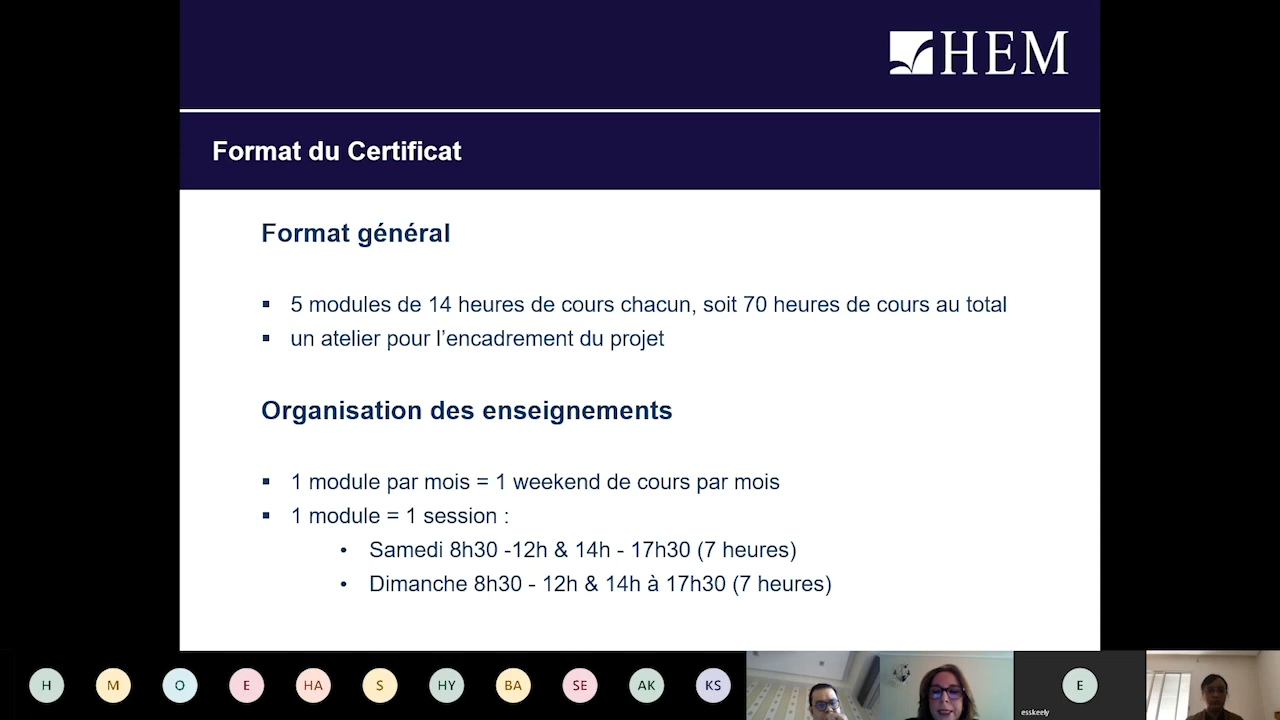 HEM
Format du Certificat
Format général
▪ 5 modules de 14 heures de cours chacun, soit 70 heures de cours au total
▪ un atelier pour l’encadrement du projet
Organisation des enseignements
▪ 1 module par mois = 1 weekend de cours par mois
▪ 1 module = 1 session :
• Samedi 8h30 -12h & 14h - 17h30 (7 heures)
• Dimanche 8h30 - 12h & 14h à 17h30 (7 heures)
H M O E HA S HY BA SE AK KS E
esskeely